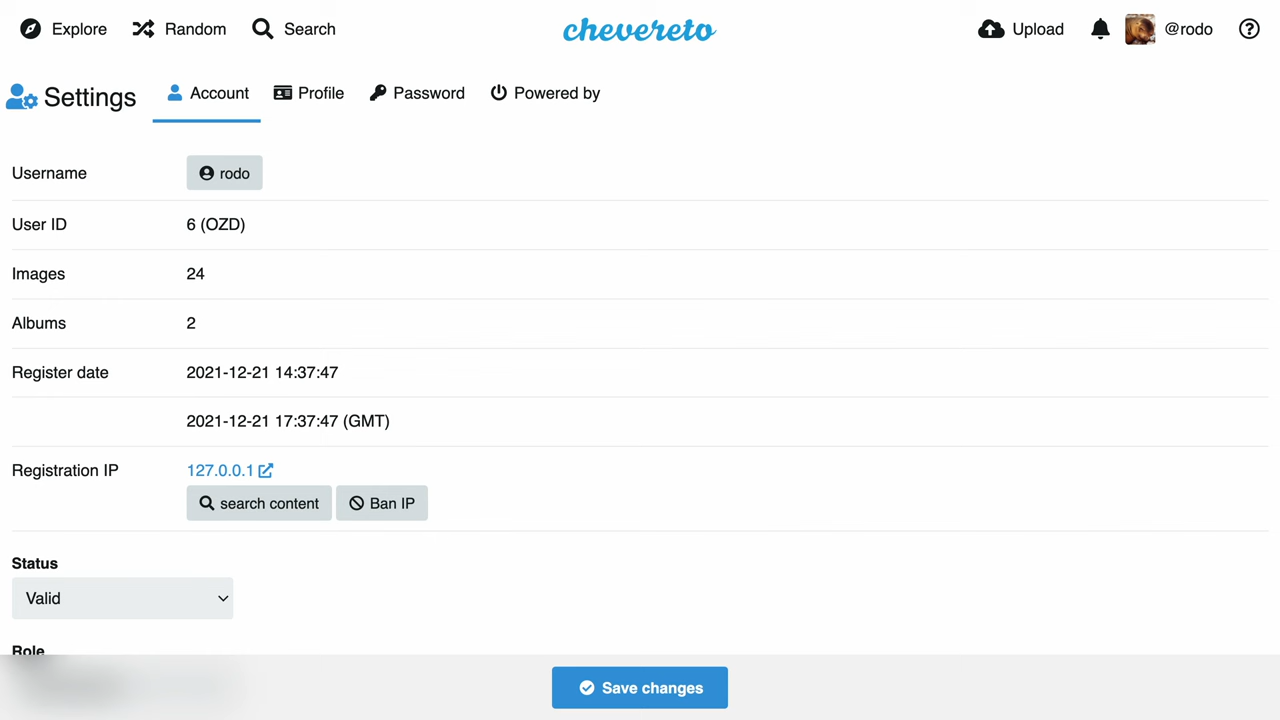 Explore Random Search chevereto Upload @rodo
Settings Account Profile Password Powered by
Username rodo
User ID 6 (OZD)
Images 24
Albums 2
Register date 2021-12-21 14:37:47
2021-12-21 17:37:47 (GMT)
Registration IP 127.0.0.1
search content Ban IP
Status
Valid
Role
Save changes